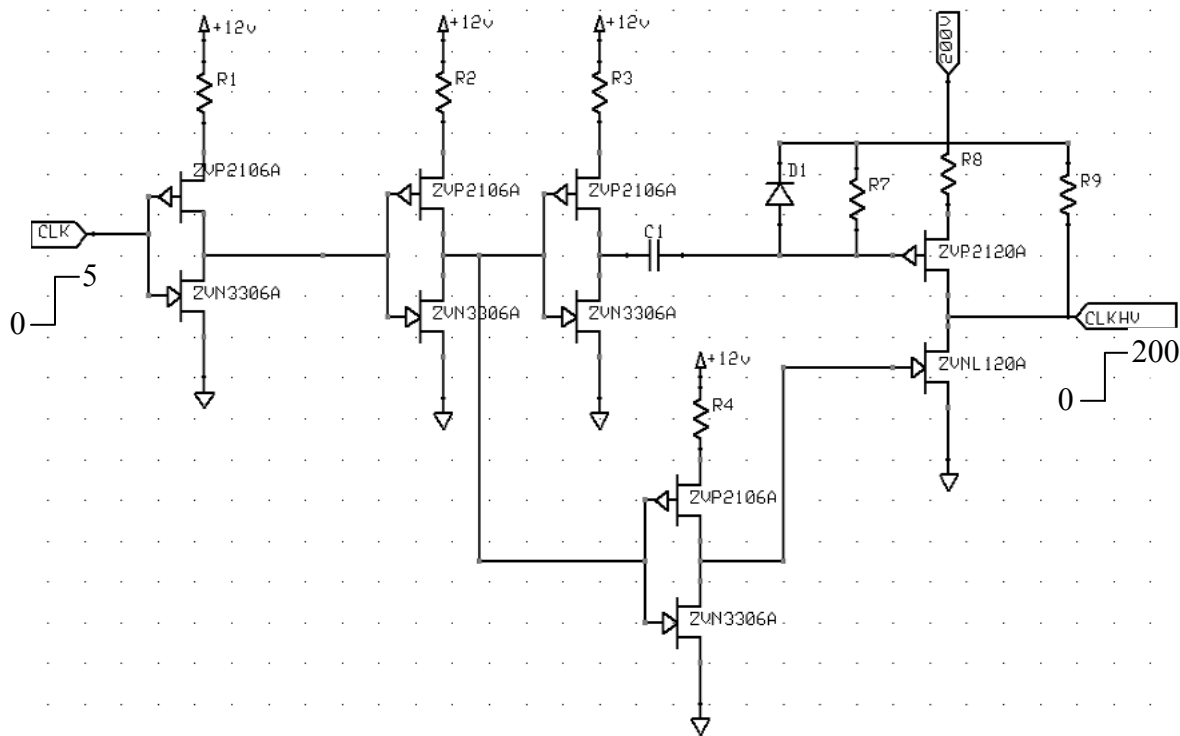 +12v
+12v
+12v
200V
R1
R2
R3
D1
R7
R8
R9
ZVP2106A
ZVP2106A
ZVP2106A
CLK
C1
ZVP2120A
5
0
ZVN3306A
ZVN3306A
ZVN3306A
CLKHV
200
0
+12v
ZVNL120A
R4
ZVP2106A
ZVN3306A